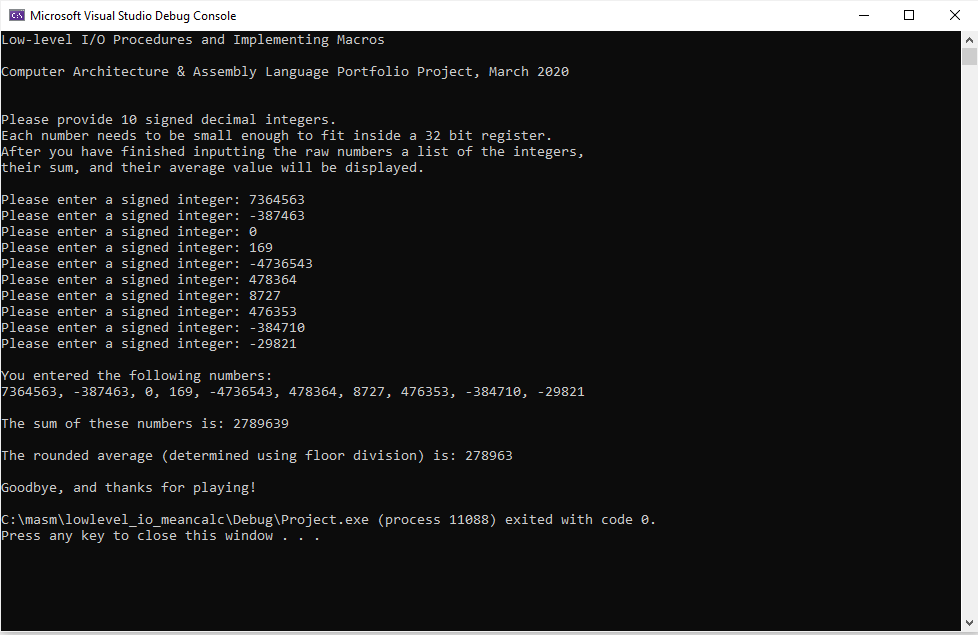 Microsoft Visual Studio Debug Console
Low-level I/O Procedures and Implementing Macros
Computer Architecture & Assembly Language Portfolio Project, March 2020
Please provide 10 signed decimal integers.
Each number needs to be small enough to fit inside a 32 bit register.
After you have finished inputting the raw numbers a list of the integers,
their sum, and their average value will be displayed.
Please enter a signed integer: 7364563
Please enter a signed integer: -387463
Please enter a signed integer: 0
Please enter a signed integer: 169
Please enter a signed integer: -4736543
Please enter a signed integer: 478364
Please enter a signed integer: 8727
Please enter a signed integer: 476353
Please enter a signed integer: -384710
Please enter a signed integer: -29821
You entered the following numbers:
7364563, -387463, 0, 169, -4736543, 478364, 8727, 476353, -384710, -29821
The sum of these numbers is: 2789639
The rounded average (determined using floor division) is: 278963
Goodbye, and thanks for playing!
C:\masm\lowlevel_io_meancalc\Debug\Project.exe (process 11088) exited with code 0.
Press any key to close this window . . .